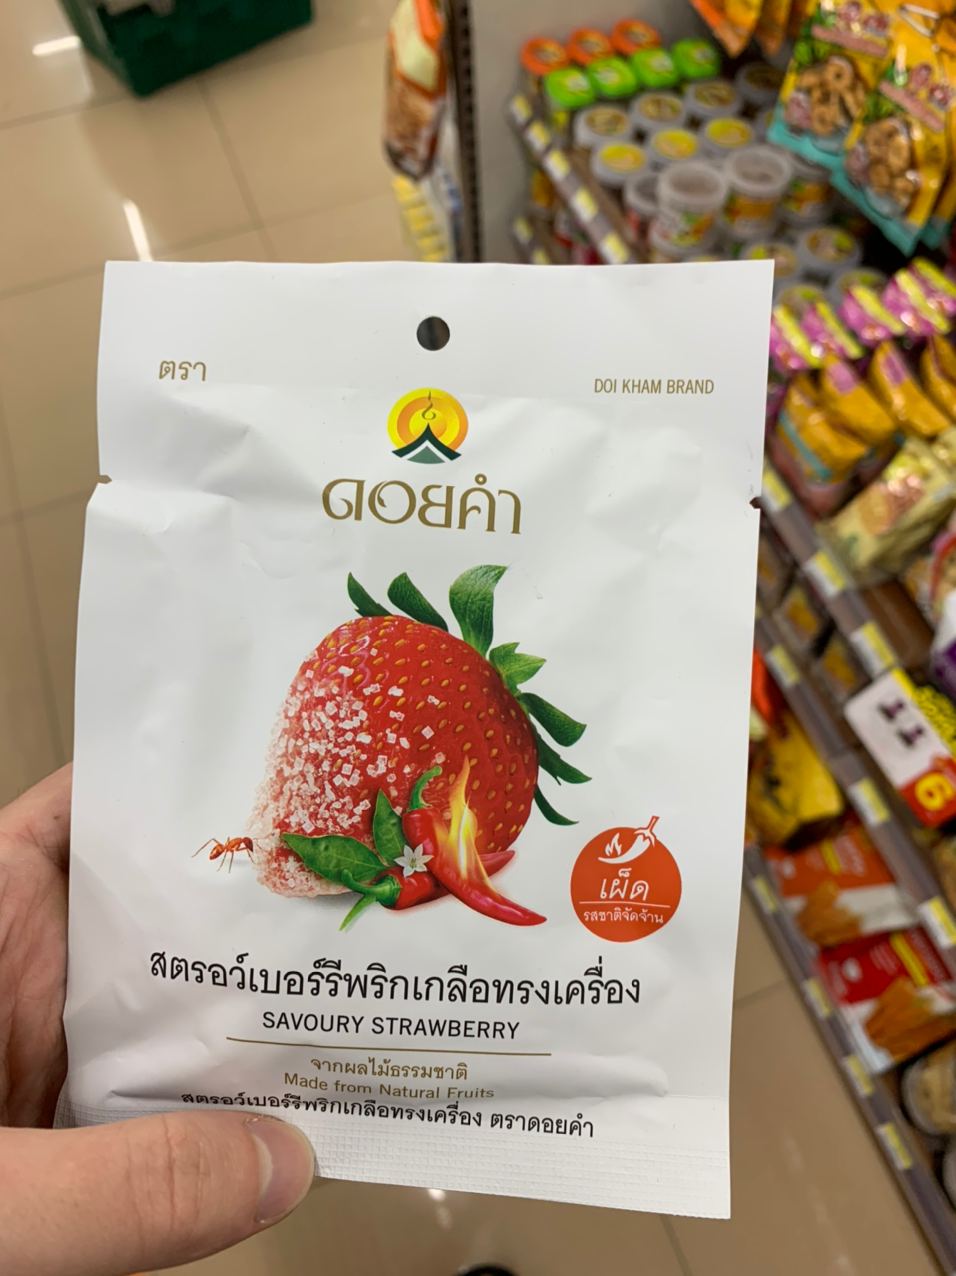 ตรา
DOI KHAM BRAND
ดอยคำ
เผ็ด
รสชาติจัดจ้าน
สตรอว์เบอร์รีพริกเกลือทรงเครื่อง
SAVOURY STRAWBERRY
จากผลไม้ธรรมชาติ
Made from Natural Fruits
สตรอว์เบอร์รีพริกเกลือทรงเครื่อง ตราดอยคำ
11
6